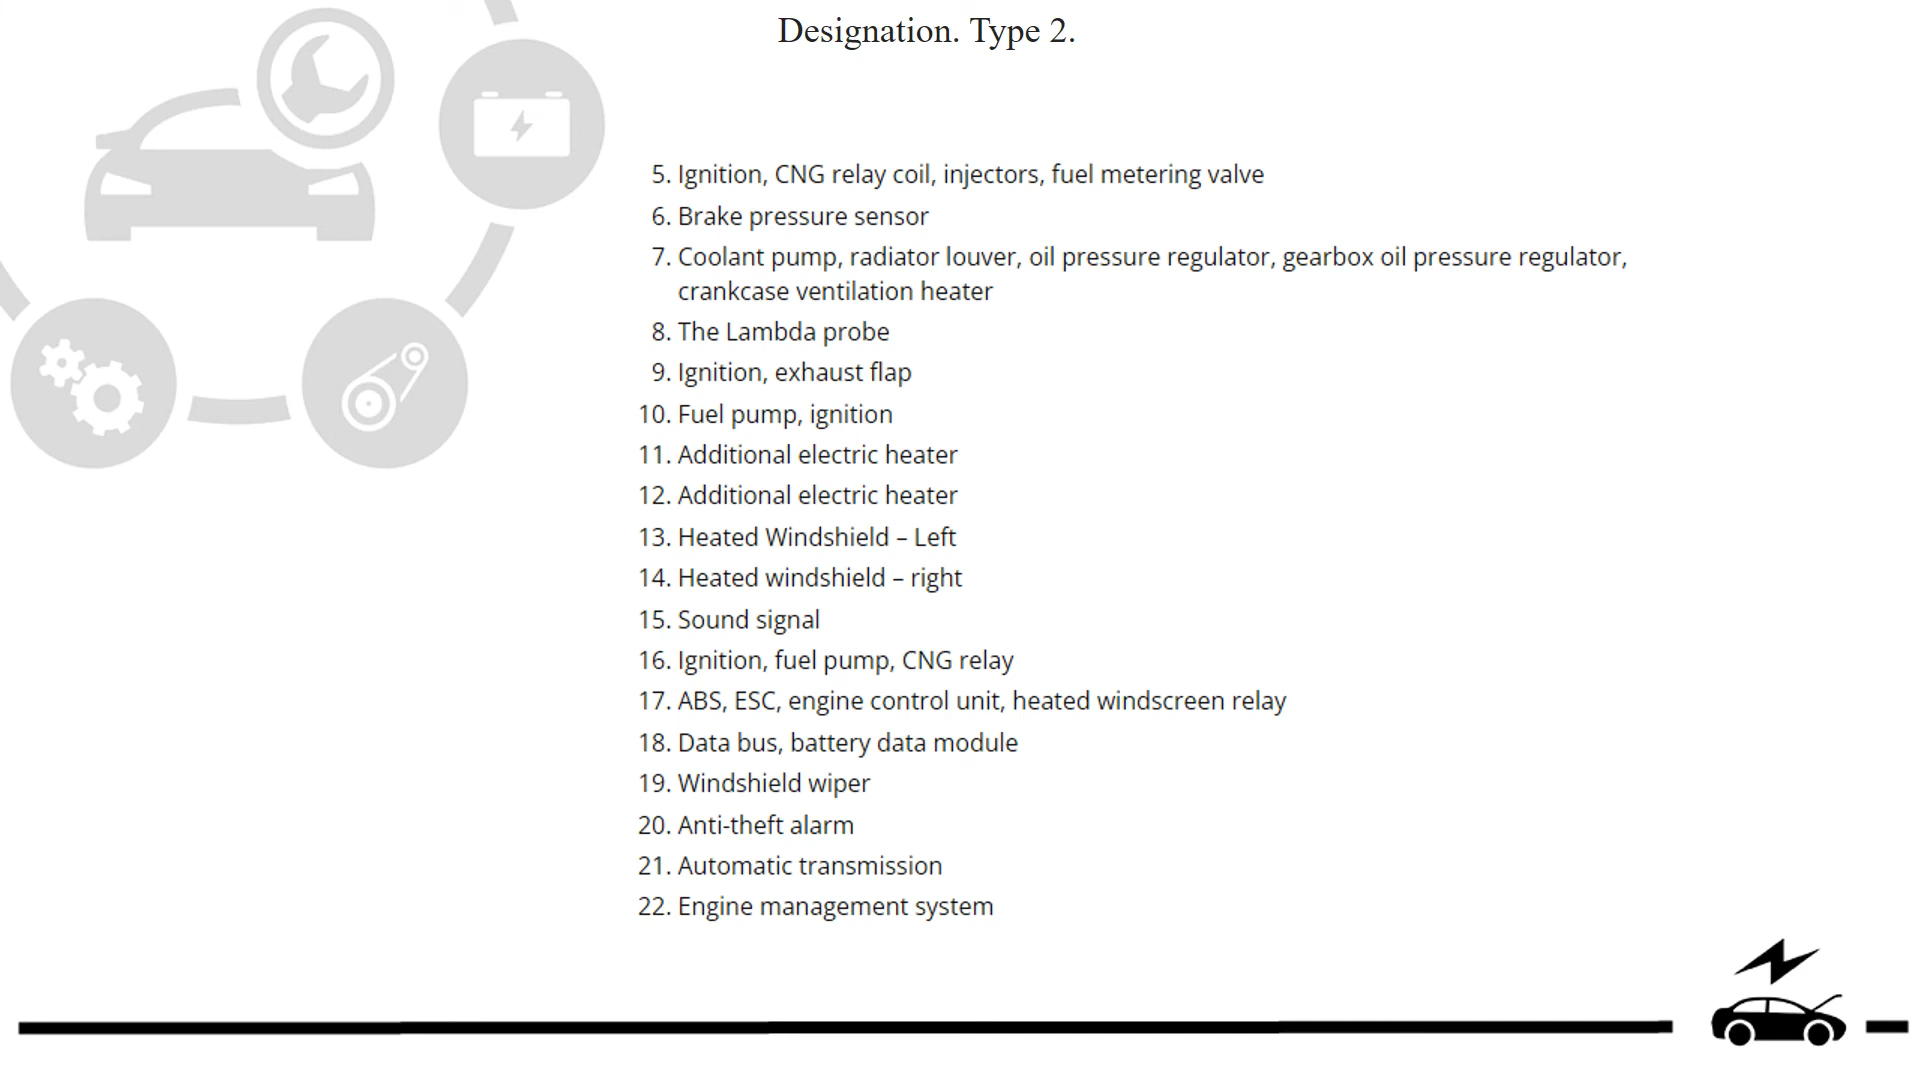 Designation. Type 2.
5. Ignition, CNG relay coil, injectors, fuel metering valve
6. Brake pressure sensor
7. Coolant pump, radiator louver, oil pressure regulator, gearbox oil pressure regulator,
crankcase ventilation heater
8. The Lambda probe
9. Ignition, exhaust flap
10. Fuel pump, ignition
11. Additional electric heater
12. Additional electric heater
13. Heated Windshield – Left
14. Heated windshield – right
15. Sound signal
16. Ignition, fuel pump, CNG relay
17. ABS, ESC, engine control unit, heated windscreen relay
18. Data bus, battery data module
19. Windshield wiper
20. Anti-theft alarm
21. Automatic transmission
22. Engine management system